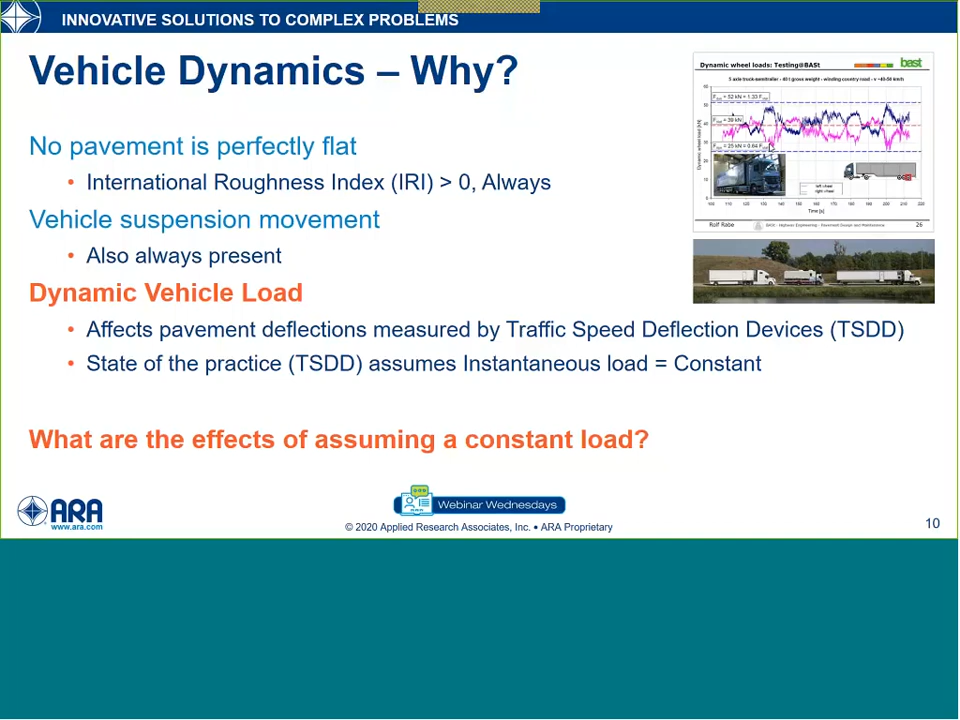 INNOVATIVE SOLUTIONS TO COMPLEX PROBLEMS
Vehicle Dynamics – Why?
No pavement is perfectly flat
• International Roughness Index (IRI) > 0, Always
Vehicle suspension movement
• Also always present
Dynamic Vehicle Load
• Affects pavement deflections measured by Traffic Speed Deflection Devices (TSDD)
• State of the practice (TSDD) assumes Instantaneous load = Constant
What are the effects of assuming a constant load?
Dynamic wheel loads: Testing@BASt
bast
5 axle truck-semitrailer - 40 t gross weight - winding country road - v =40-50 km/h
Dynamic wheel load [kN]
left wheel
right wheel
Time [s]
Rolf Rabe
BASt - Highway Engineering - Pavement Design and Maintenance
26
ARA
www.ara.com
Webinar Wednesdays
© 2020 Applied Research Associates, Inc. • ARA Proprietary
10